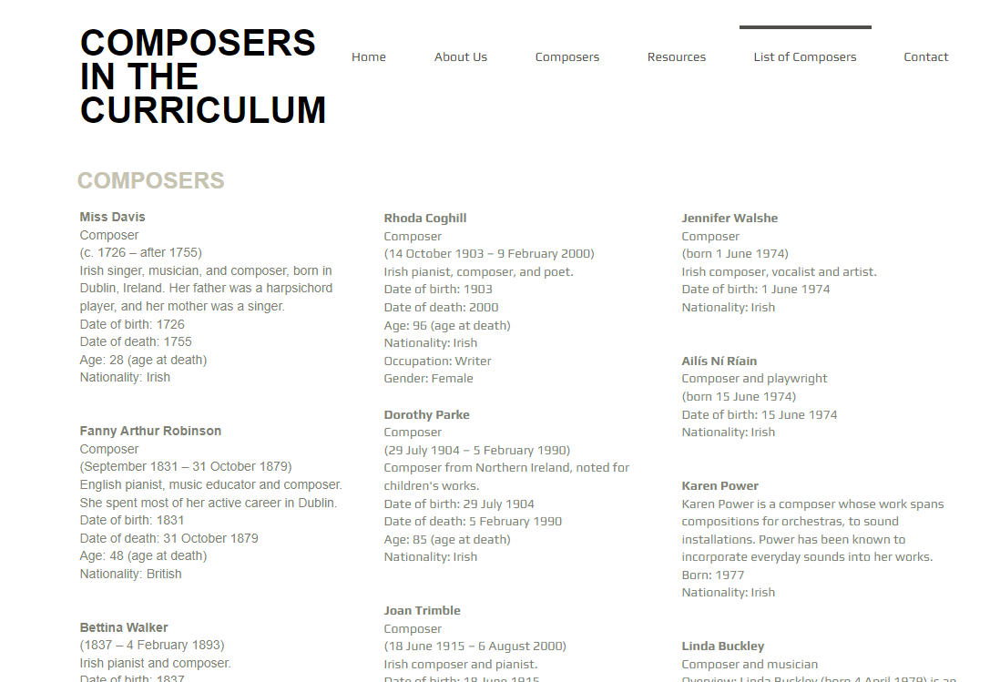 COMPOSERS
IN THE
CURRICULUM
Home
About Us
Composers
Resources
List of Composers
Contact
COMPOSERS
Miss Davis
Composer
(c. 1726 – after 1755)
Irish singer, musician, and composer, born in
Dublin, Ireland. Her father was a harpsichord
player, and her mother was a singer.
Date of birth: 1726
Date of death: 1755
Age: 28 (age at death)
Nationality: Irish
Fanny Arthur Robinson
Composer
(September 1831 – 31 October 1879)
English pianist, music educator and composer.
She spent most of her active career in Dublin.
Date of birth: 1831
Date of death: 31 October 1879
Age: 48 (age at death)
Nationality: British
Bettina Walker
(1837 – 4 February 1893)
Irish pianist and composer.
Date of birth: 1837
Rhoda Coghill
Composer
(14 October 1903 – 9 February 2000)
Irish pianist, composer, and poet.
Date of birth: 1903
Date of death: 2000
Age: 96 (age at death)
Nationality: Irish
Occupation: Writer
Gender: Female
Dorothy Parke
Composer
(29 July 1904 – 5 February 1990)
Composer from Northern Ireland, noted for
children's works.
Date of birth: 29 July 1904
Date of death: 5 February 1990
Age: 85 (age at death)
Nationality: Irish
Joan Trimble
Composer
(18 June 1915 – 6 August 2000)
Irish composer and pianist.
Date of birth: 18 June 1915
Jennifer Walshe
Composer
(born 1 June 1974)
Irish composer, vocalist and artist.
Date of birth: 1 June 1974
Nationality: Irish
Ailís Ní Ríain
Composer and playwright
(born 15 June 1974)
Date of birth: 15 June 1974
Nationality: Irish
Karen Power
Karen Power is a composer whose work spans
compositions for orchestras, to sound
installations. Power has been known to
incorporate everyday sounds into her works.
Born: 1977
Nationality: Irish
Linda Buckley
Composer and musician
Overview: Linda Buckley (born 4 April 1979) is an